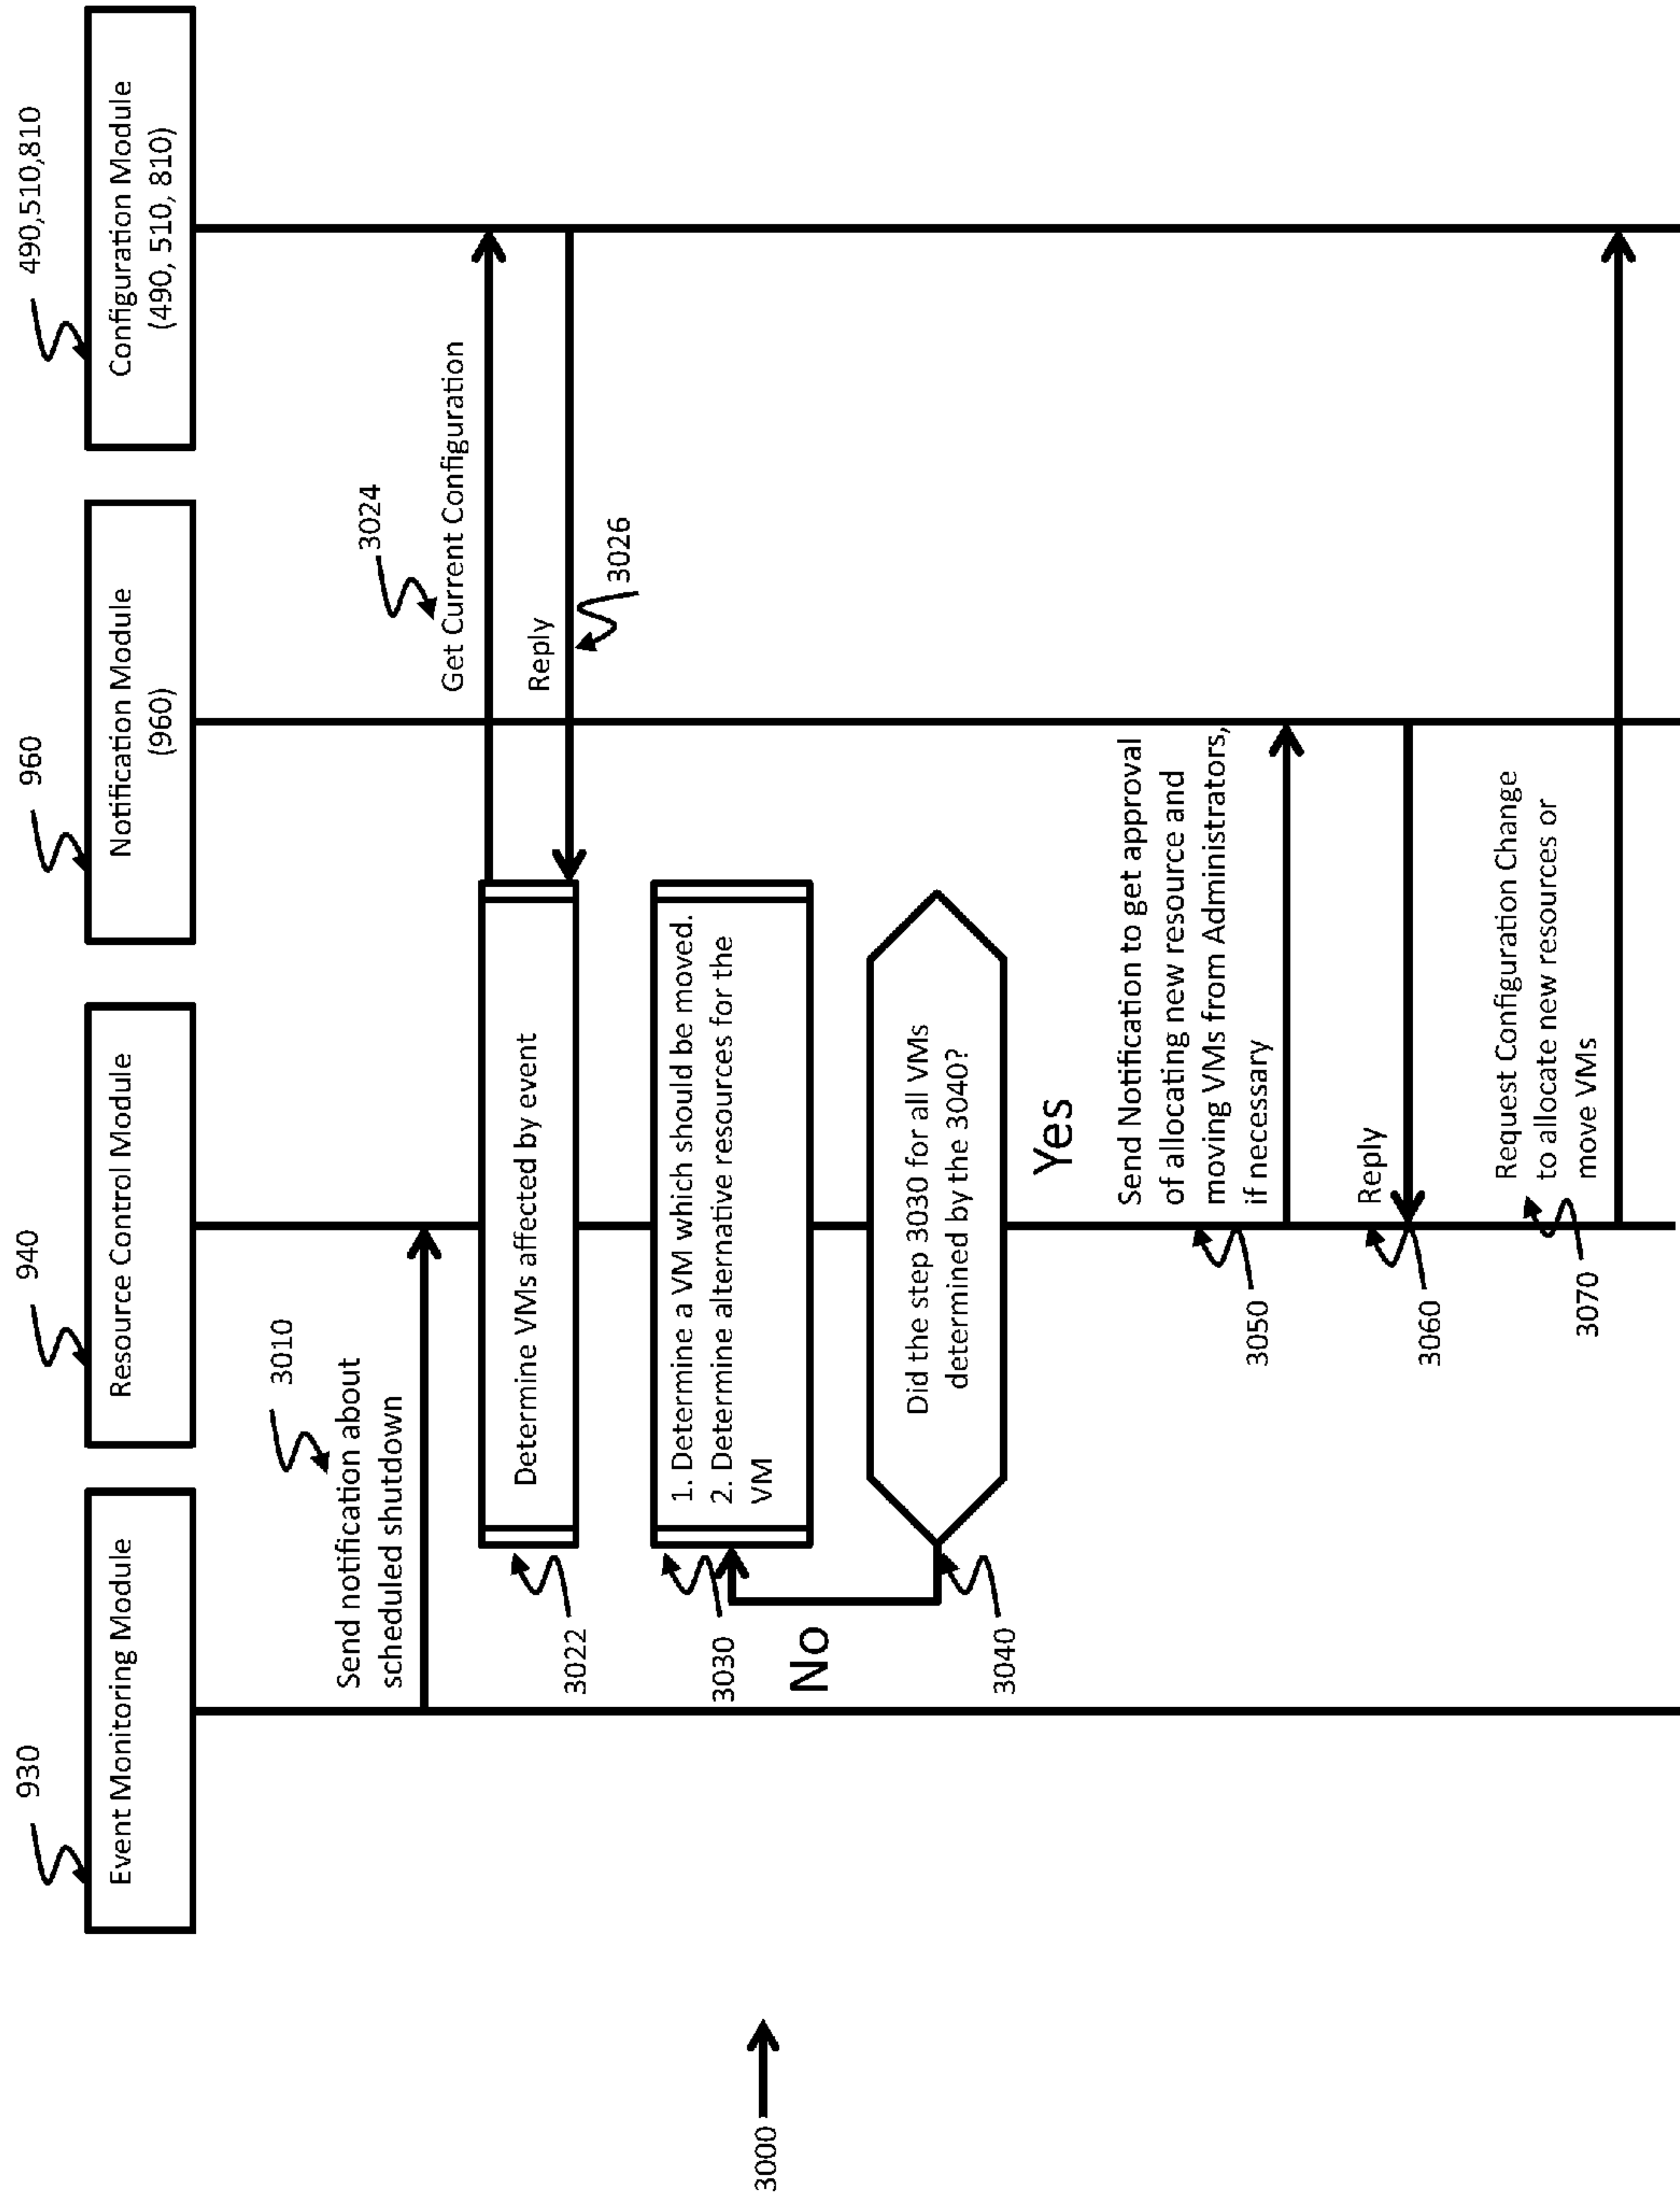 930
940
960
490,510,810
Event Monitoring Module
Resource Control Module
Notification Module
(960)
Configuration Module
(490, 510, 810)
3010
Send notification about
scheduled shutdown
3024
Get Current Configuration
Determine VMs affected by event
3022
Reply
3026
1. Determine a VM which should be moved.
2. Determine alternative resources for the
VM
3030
3000
No
Did the step 3030 for all VMs
determined by the 3040?
3040
Yes
Send Notification to get approval
of allocating new resource and
moving VMs from Administrators,
if necessary
3050
Reply
3060
Request Configuration Change
to allocate new resources or
move VMs
3070